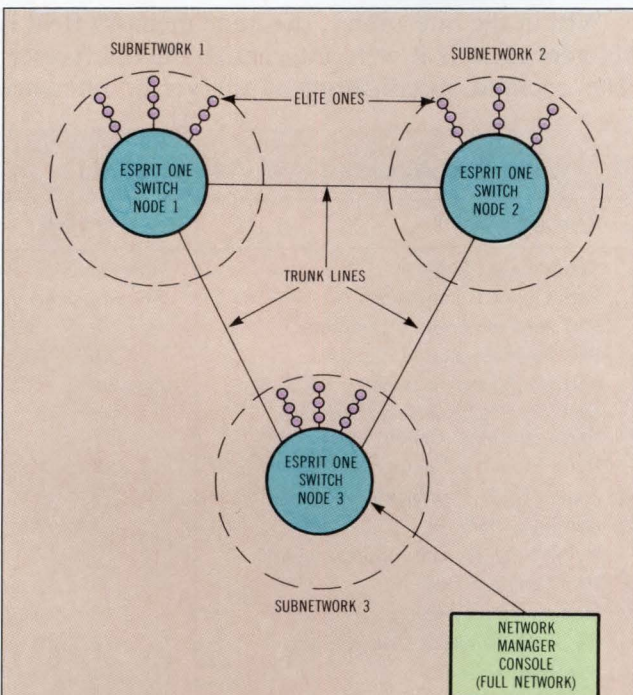 SUBNETWORK 1
SUBNETWORK 2
ELITE ONES
ESPRIT ONE
SWITCH
NODE 1
ESPRIT ONE
SWITCH
NODE 2
TRUNK LINES
ESPRIT ONE
SWITCH
NODE 3
SUBNETWORK 3
NETWORK
MANAGER
CONSOLE
(FULL NETWORK)